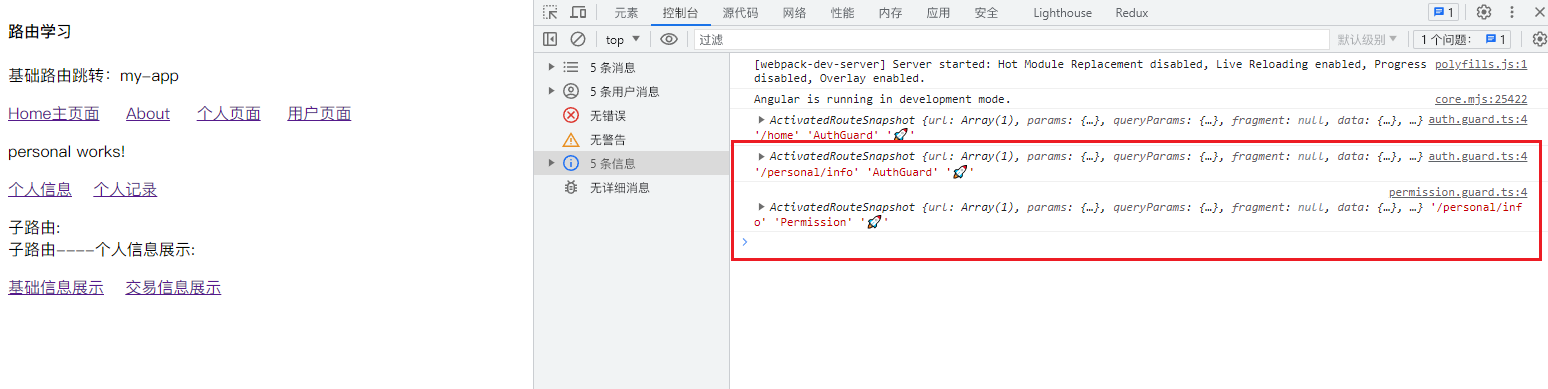 路由学习
基础路由跳转：my-app
Home主页面 About 个人页面 用户页面
personal works!
个人信息 个人记录
子路由:
子路由----个人信息展示:
基础信息展示 交易信息展示
元素 控制台 源代码 网络 性能 内存 应用 安全 Lighthouse Redux 1
top 过滤 默认级别 1 个问题： 1
5 条消息
5 条用户消息
无错误
无警告
5 条信息
无详细消息
[webpack-dev-server] Server started: Hot Module Replacement disabled, Live Reloading enabled, Progress polyfills.js:1
disabled, Overlay enabled.
Angular is running in development mode. core.mjs:25422
ActivatedRouteSnapshot {url: Array(1), params: {…}, queryParams: {…}, fragment: null, data: {…}, …} auth.guard.ts:4
'/home' 'AuthGuard' '🚀'
ActivatedRouteSnapshot {url: Array(1), params: {…}, queryParams: {…}, fragment: null, data: {…}, …} auth.guard.ts:4
'/personal/info' 'AuthGuard' '🚀'
permission.guard.ts:4
ActivatedRouteSnapshot {url: Array(1), params: {…}, queryParams: {…}, fragment: null, data: {…}, …} '/personal/inf
o' 'Permission' '🚀'